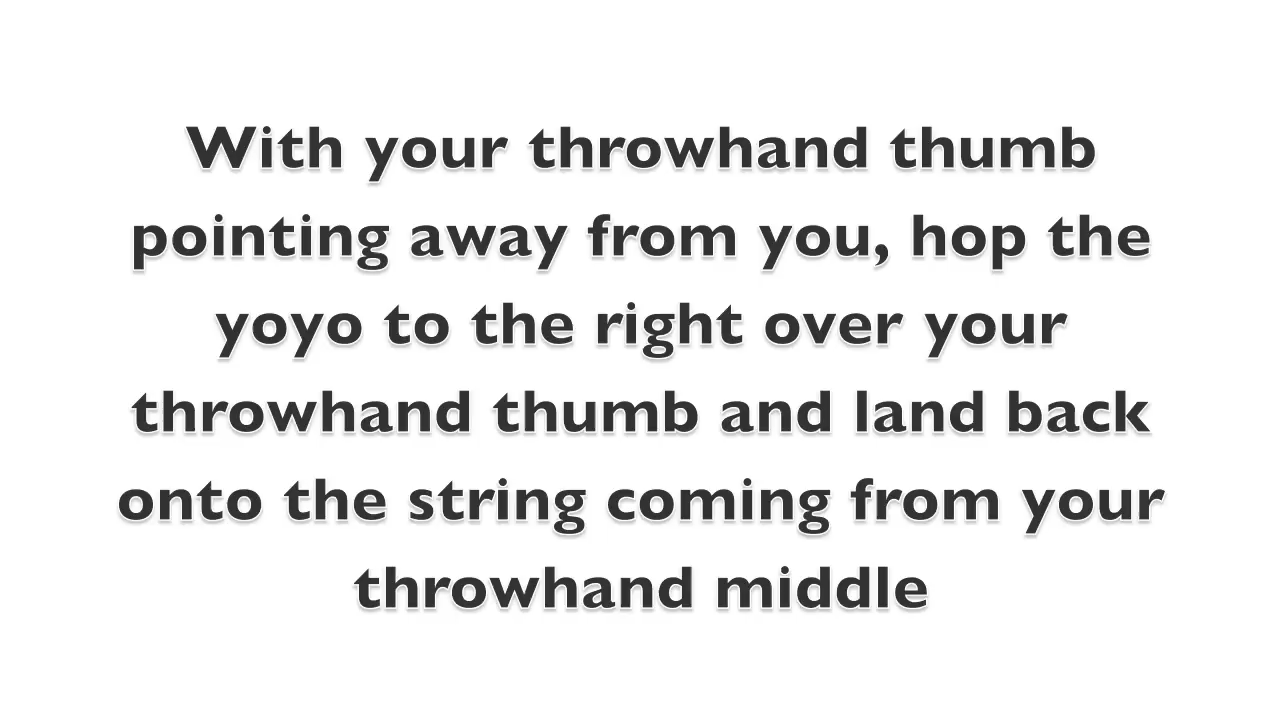 With your throwhand thumb
pointing away from you, hop the
yoyo to the right over your
throwhand thumb and land back
onto the string coming from your
throwhand middle